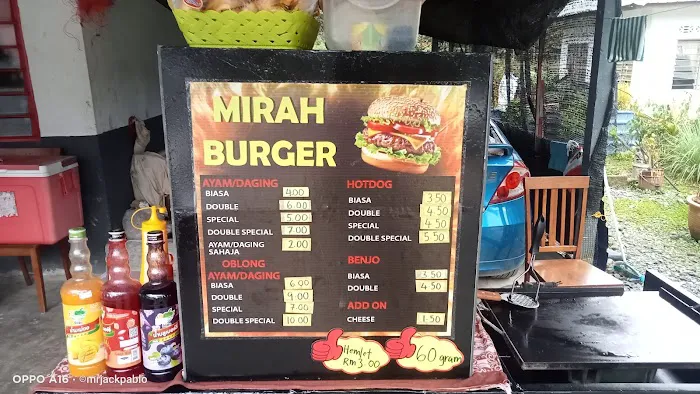 MIRAH
BURGER
AYAM/DAGING
BIASA 4.00
DOUBLE 6.00
SPECIAL 5.00
DOUBLE SPECIAL 7.00
AYAM/DAGING
SAHAJA 2.00
OBLONG
AYAM/DAGING
BIASA 6.00
DOUBLE 9.00
SPECIAL 7.00
DOUBLE SPECIAL 10.00
HOTDOG
BIASA 3.50
DOUBLE 4.50
SPECIAL 4.50
DOUBLE SPECIAL 5.50
BENJO
BIASA 3.50
DOUBLE 4.50
ADD ON
CHEESE 1.50
Hemlet
Rm3.00
60gram
OPPO A16 · ©mrjackpablo